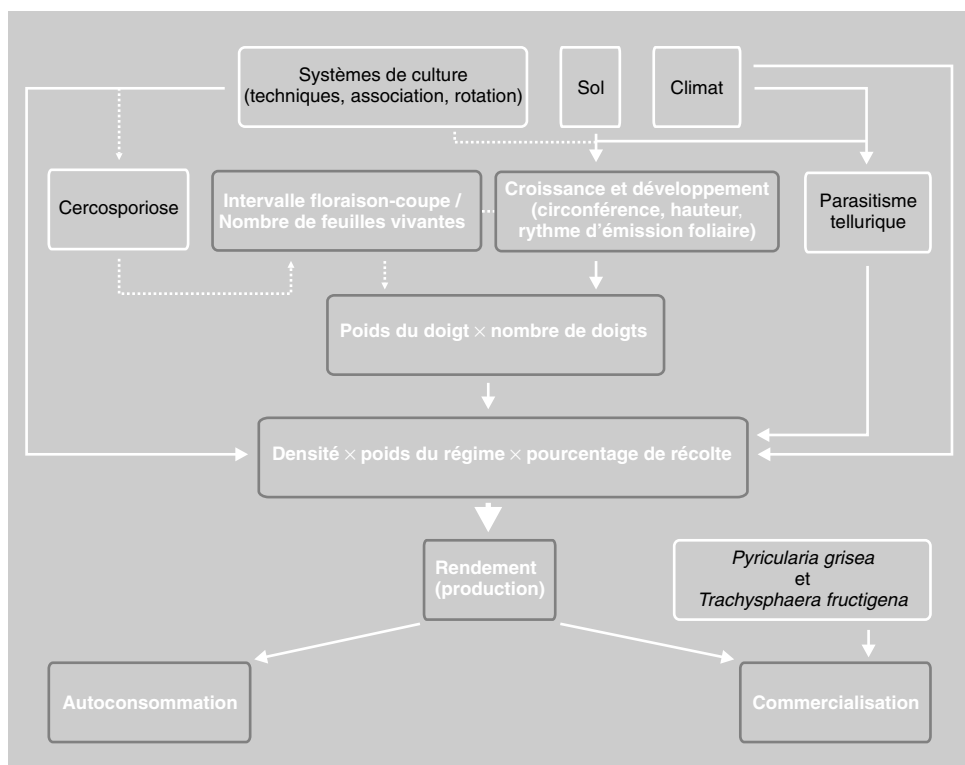 Systèmes de culture
(techniques, association, rotation)
Sol
Climat
Cercosporiose
Intervalle floraison-coupe /
Nombre de feuilles vivantes
Croissance et développement
(circonférence, hauteur,
rythme d'émission foliaire)
Parasitisme
tellurique
Poids du doigt × nombre de doigts
Densité × poids du régime × pourcentage de récolte
Rendement
(production)
Pyricularia grisea
et
Trachysphaera fructigena
Autoconsommation
Commercialisation